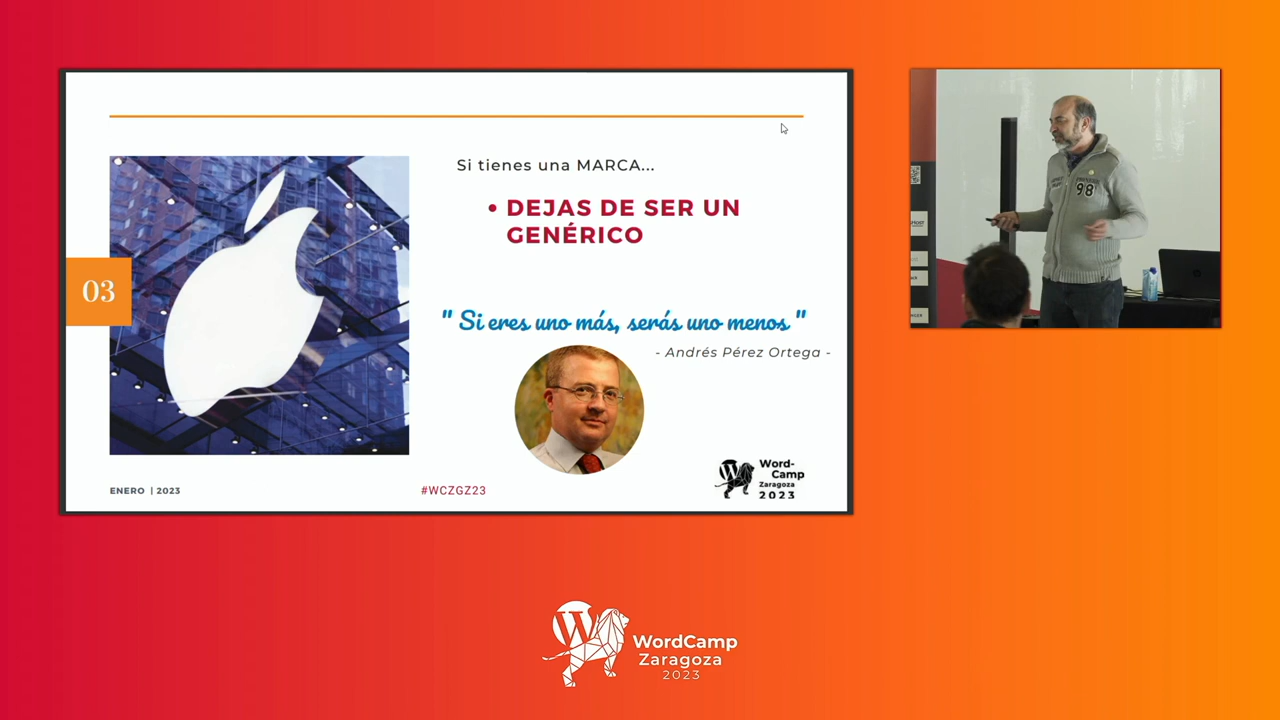 Si tienes una MARCA...
• DEJAS DE SER UN
GENÉRICO
03
" Si eres uno más, serás uno menos "
- Andrés Pérez Ortega -
ENERO | 2023
#WCZGZ23
Word-
Camp
Zaragoza
2023
98
WordCamp
Zaragoza
2023